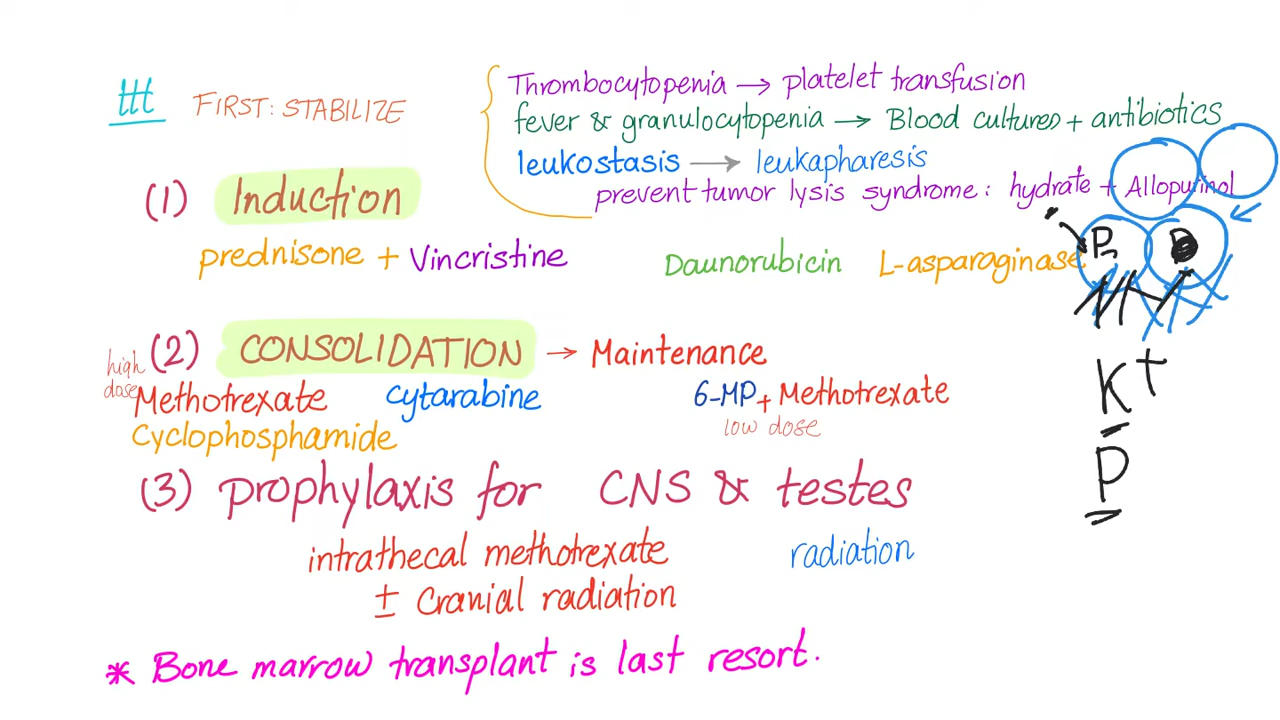 ttt FIRST: STABILIZE
Thrombocytopenia → platelet transfusion
fever & granulocytopenia → Blood cultures + antibiotics
leukostasis → leukapharesis
prevent tumor lysis syndrome: hydrate + Allopurinol
(1) Induction
prednisone + Vincristine Daunorubicin L-asparaginase
(2) CONSOLIDATION → Maintenance
high dose Methotrexate cytarabine 6-MP + Methotrexate
low dose
Cyclophosphamide
(3) prophylaxis for CNS & testes
intrathecal methotrexate radiation
± Cranial radiation
* Bone marrow transplant is last resort.
K+
P